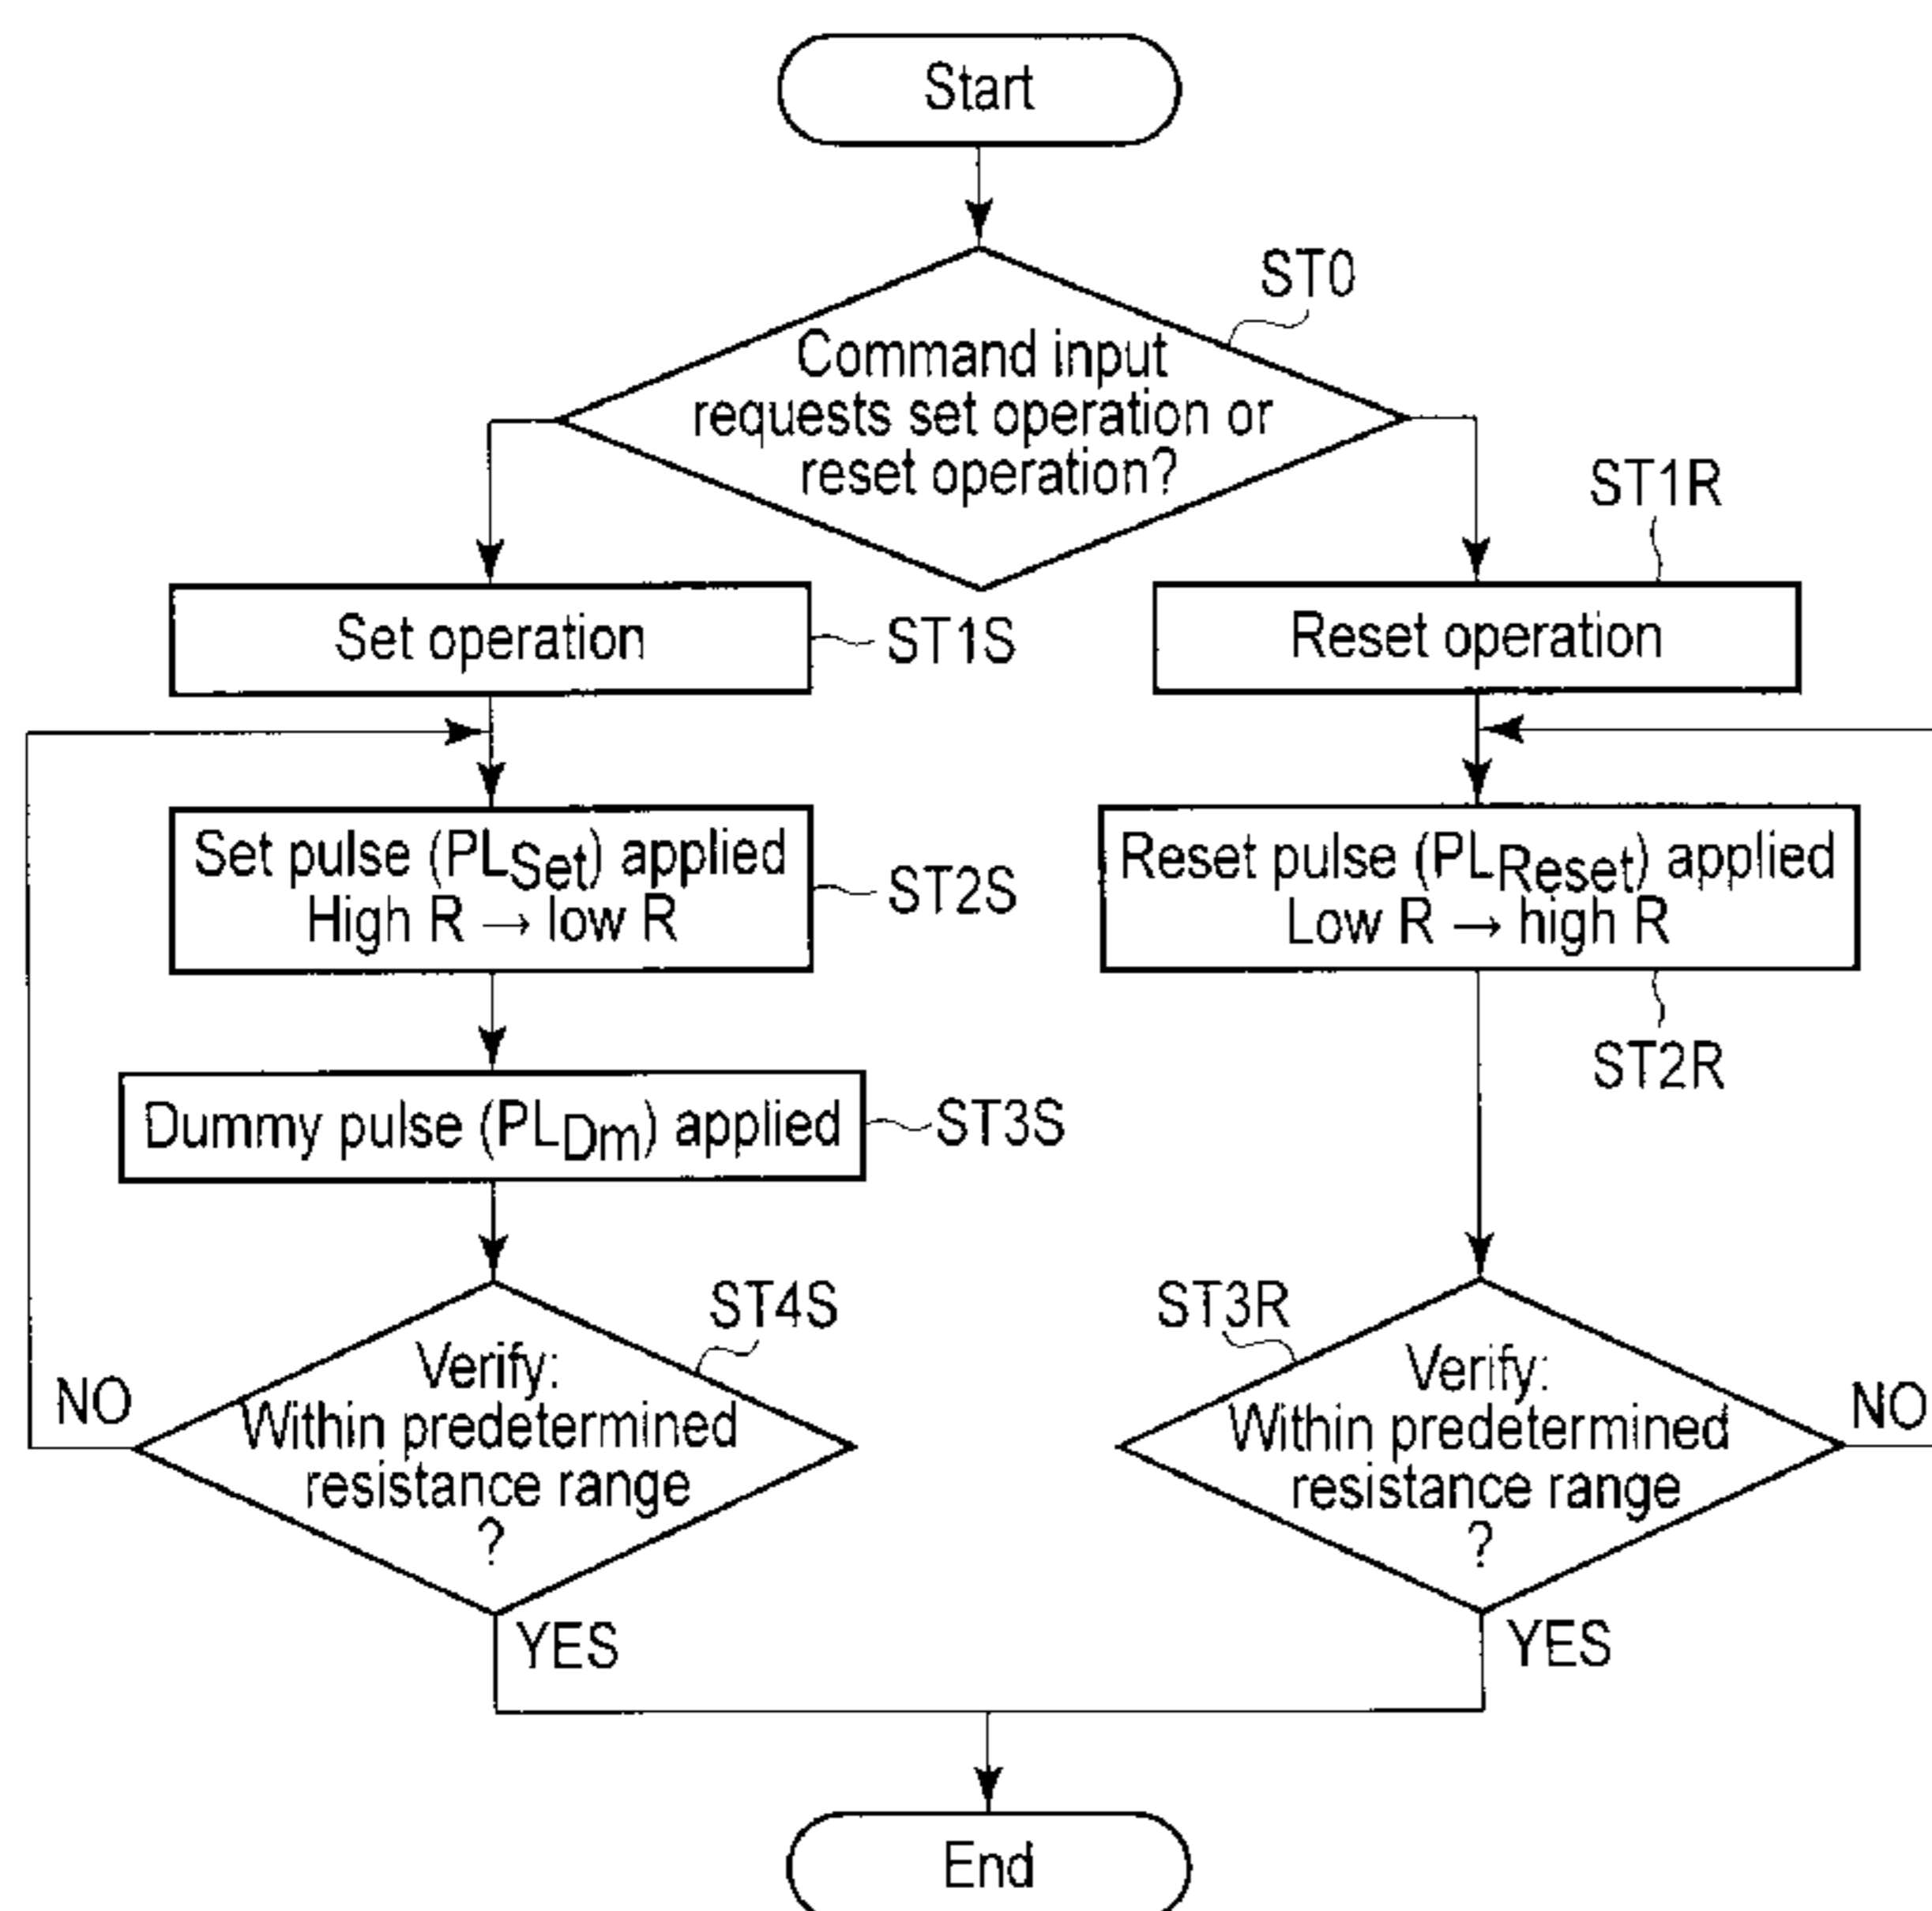 Start
ST0
Command input
requests set operation or
reset operation?
ST1R
Set operation
ST1S
Reset operation
Set pulse (PLSet) applied
High R → low R
ST2S
Reset pulse (PLReset) applied
Low R → high R
ST2R
Dummy pulse (PLDm) applied
ST3S
ST4S
Verify:
Within predetermined
resistance range
?
NO
YES
ST3R
Verify:
Within predetermined
resistance range
?
NO
YES
End